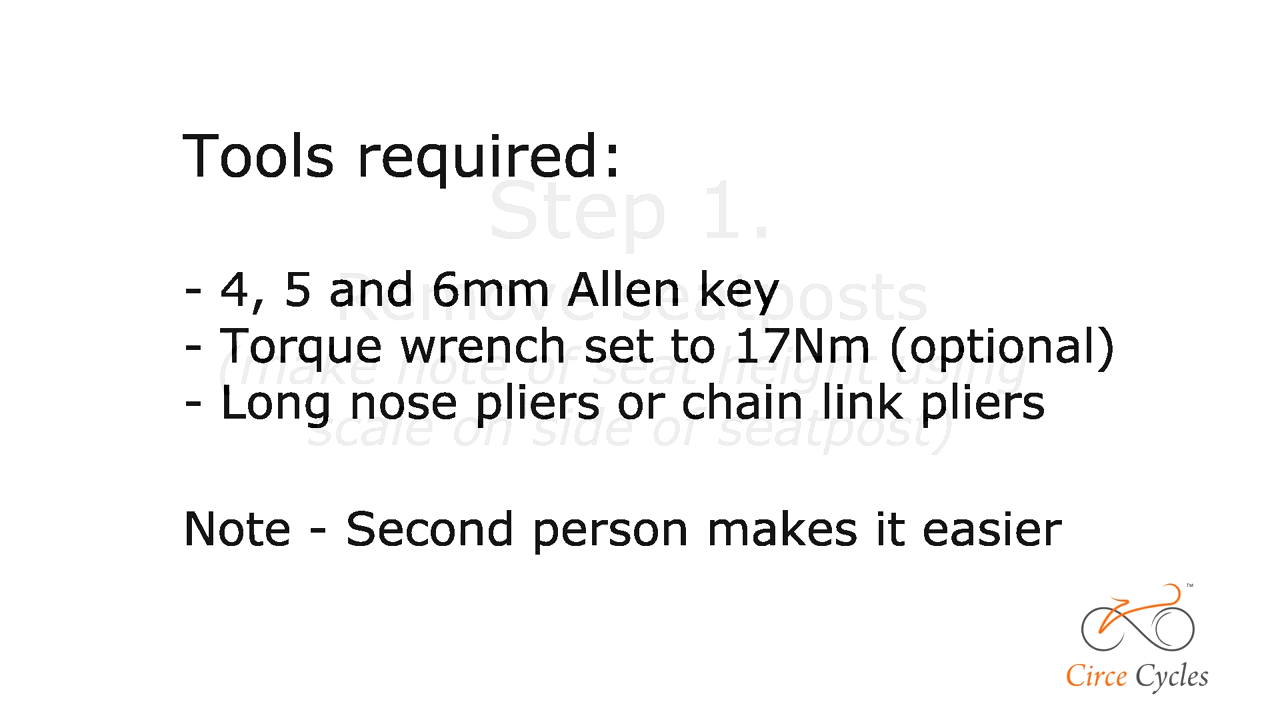 Tools required:
Step 1.
- 4, 5 and 6mm Allen key
Remove seatposts
- Torque wrench set to 17Nm (optional)
(make note of seat height using
- Long nose pliers or chain link pliers
scale on side of seatpost)
Note - Second person makes it easier
TM
Circe Cycles